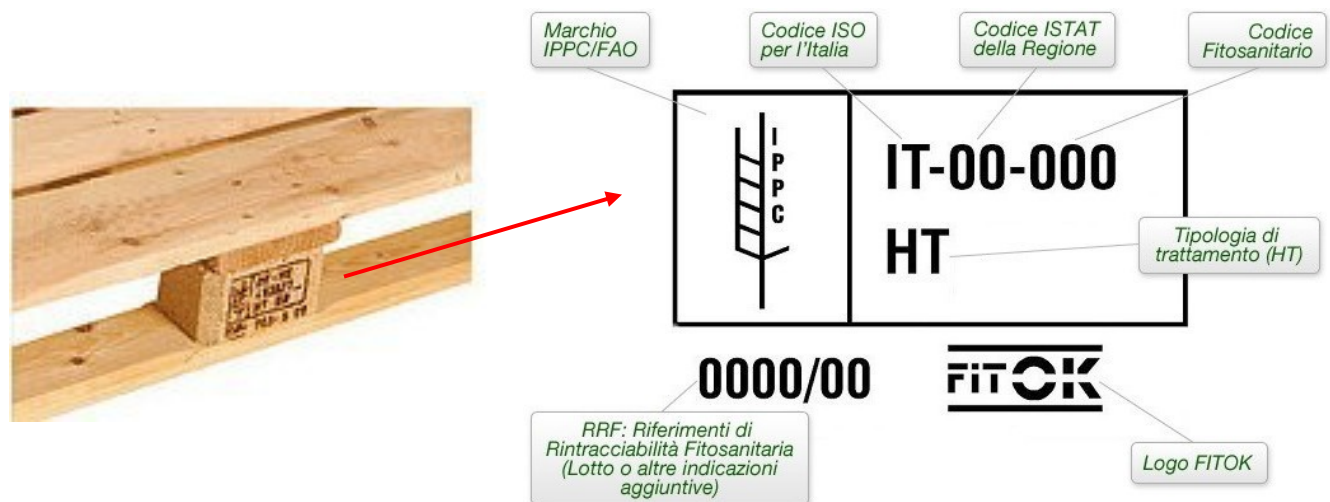 Marchio
IPPC/FAO
Codice ISO
per l'Italia
Codice ISTAT
della Regione
Codice
Fitosanitario
IPPC
IT-00-000
HT
Tipologia di
trattamento (HT)
0000/00
FiTOK
RRF: Riferimenti di
Rintracciabilità Fitosanitaria
(Lotto o altre indicazioni
aggiuntive)
Logo FITOK